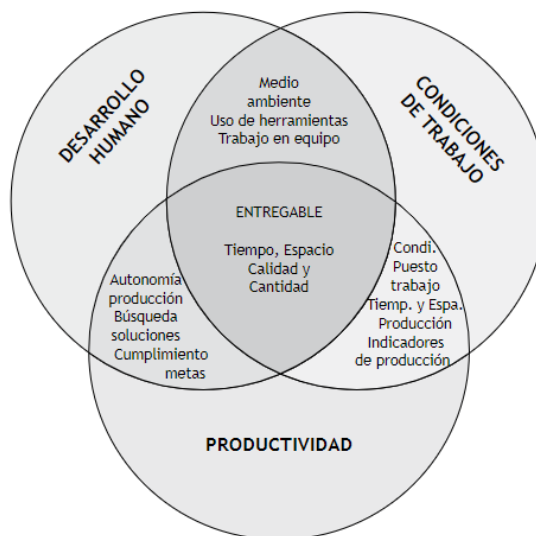 DESARROLLO
HUMANO
Medio
ambiente
Uso de herramientas
Trabajo en equipo
CONDICIONES
DE TRABAJO
ENTREGABLE
Tiempo, Espacio
Calidad y
Cantidad
Autonomía
producción
Búsqueda
soluciones
Cumplimiento
metas
Condi.
Puesto
trabajo
Tiemp. y Espa.
Producción
Indicadores
de producción
PRODUCTIVIDAD